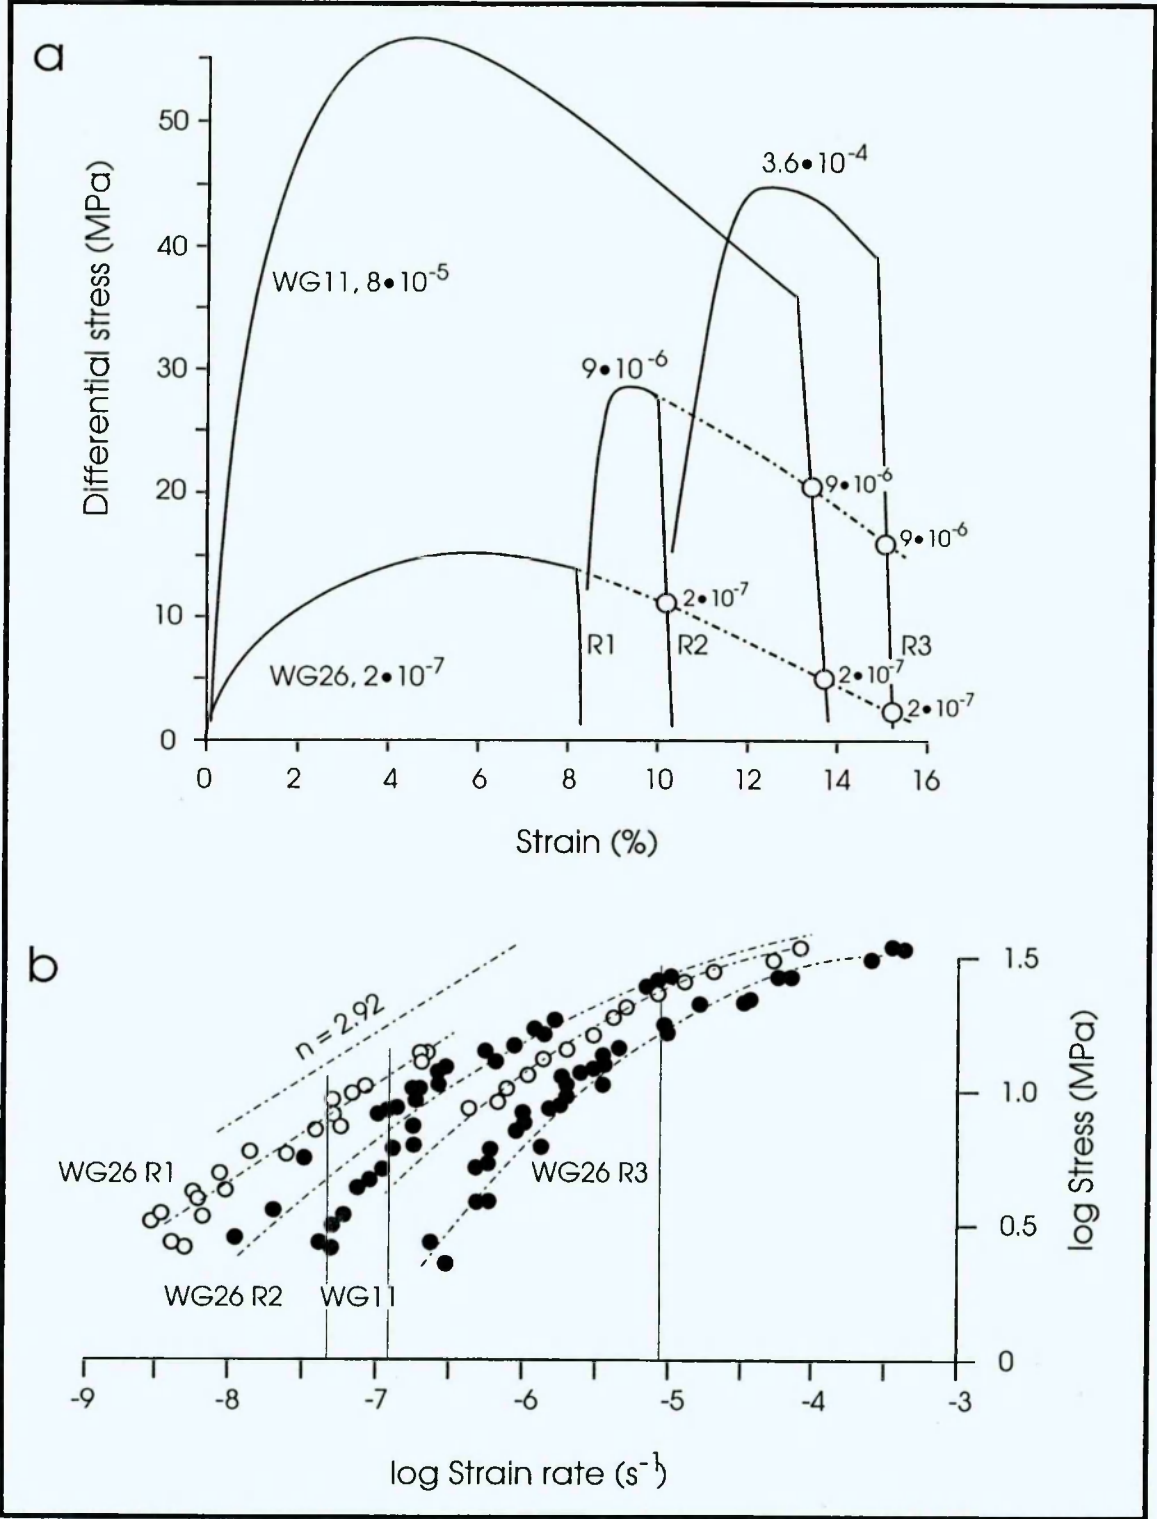 a
50
40
30
20
10
0
Differential stress (MPa)
WG11, 8•10⁻⁵
3.6•10⁻⁴
9•10⁻⁶
9•10⁻⁶
9•10⁻⁶
2•10⁻⁷
R1
R2
R3
WG26, 2•10⁻⁷
2•10⁻⁷
2•10⁻⁷
0 2 4 6 8 10 12 14 16
Strain (%)
b
n = 2.92
WG26 R1
WG26 R2
WG11
WG26 R3
1.5
1.0
0.5
0
log Stress (MPa)
-9 -8 -7 -6 -5 -4 -3
log Strain rate (s⁻¹)